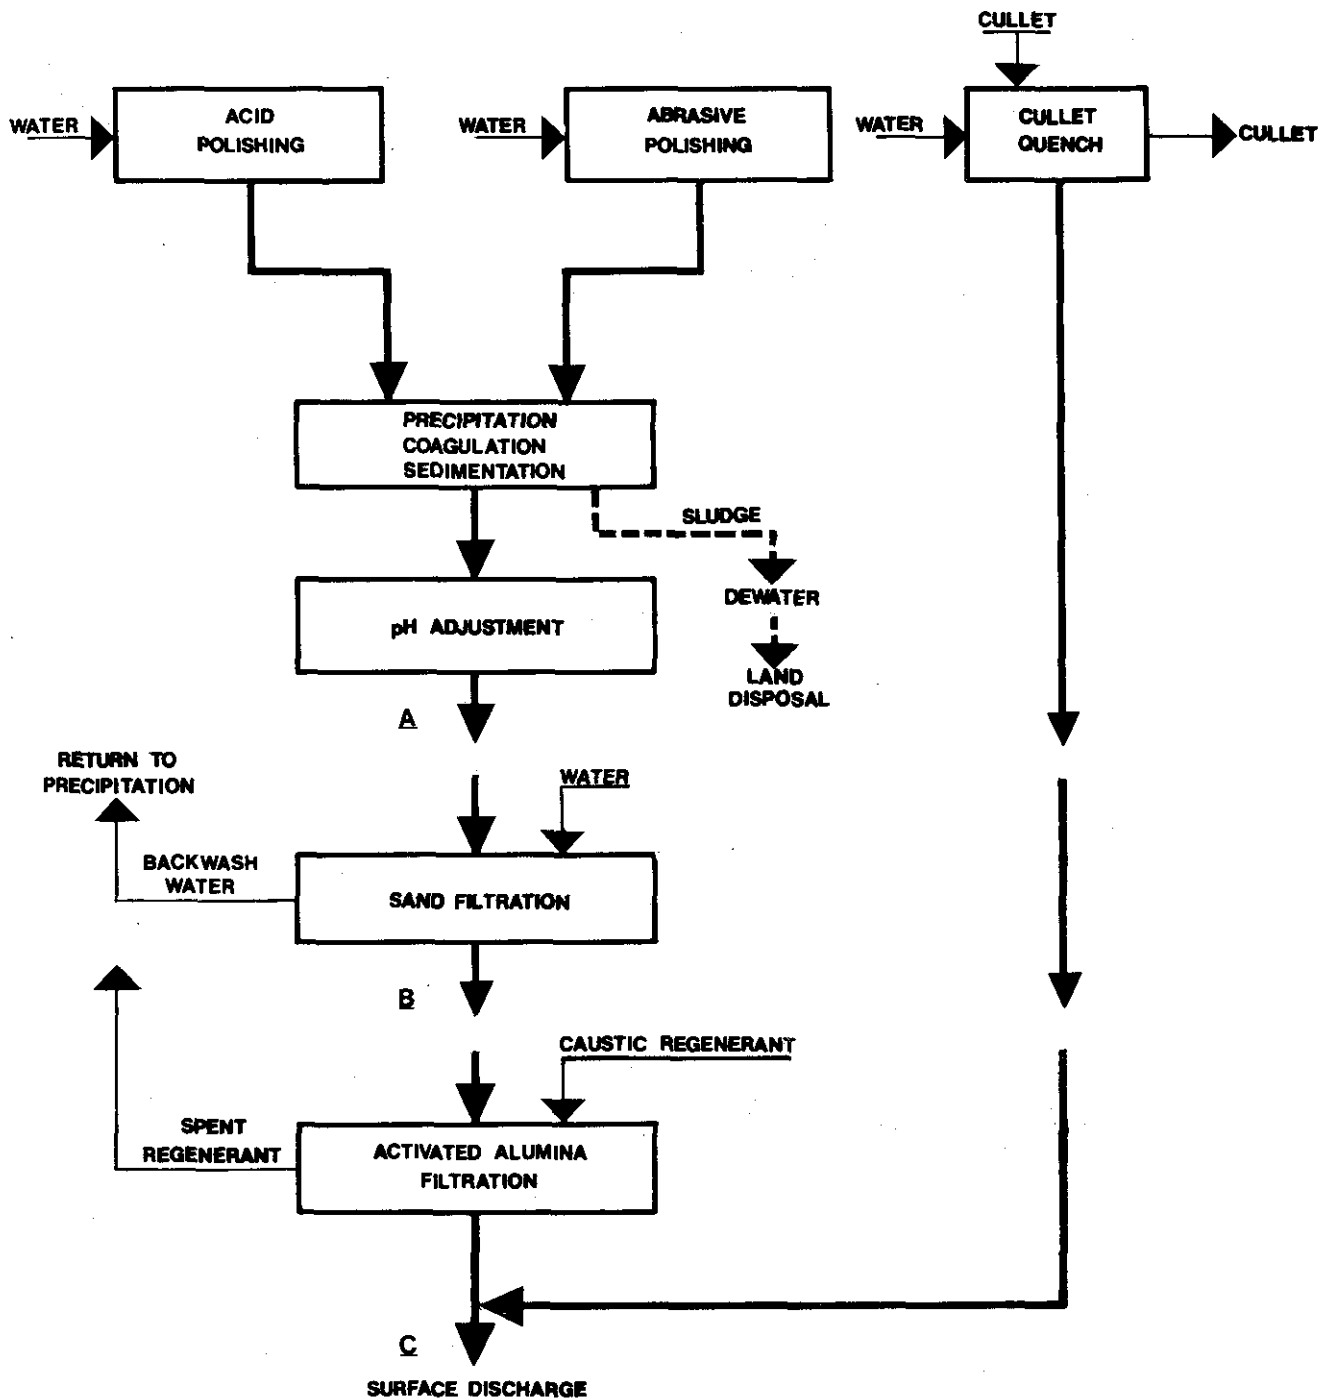 CULLET
WATER
ACID
POLISHING
WATER
ABRASIVE
POLISHING
WATER
CULLET
QUENCH
CULLET
PRECIPITATION
COAGULATION
SEDIMENTATION
SLUDGE
DEWATER
LAND
DISPOSAL
pH ADJUSTMENT
A
RETURN TO
PRECIPITATION
WATER
BACKWASH
WATER
SAND FILTRATION
B
CAUSTIC REGENERANT
SPENT
REGENERANT
ACTIVATED ALUMINA
FILTRATION
C
SURFACE DISCHARGE